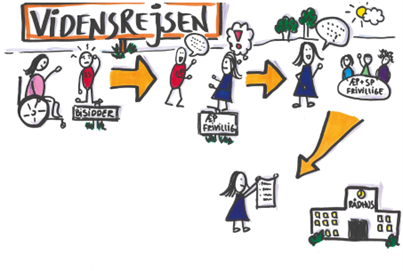 VIDENSREJSEN
BISIDDER
ÆP
FRIVILLIG
ÆP+SP
FRIVILLIGE
RÅDHUS